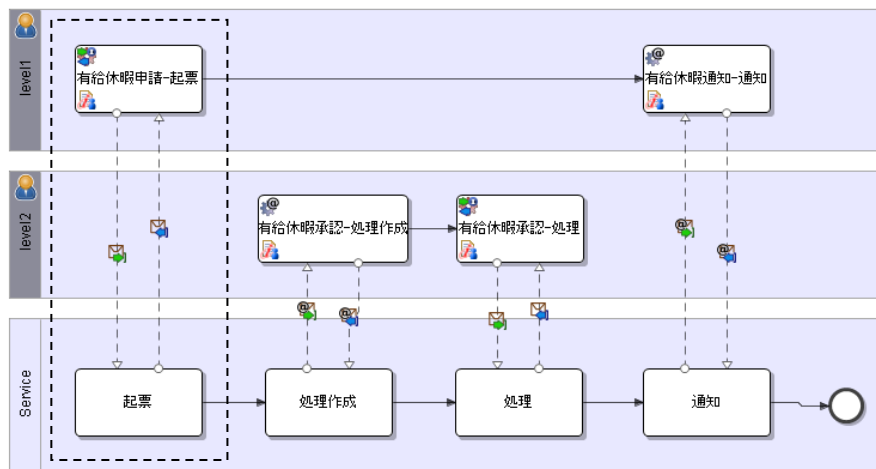 level1
有給休暇申請-起票
有給休暇通知-通知
level2
有給休暇承認-処理作成
有給休暇承認-処理
Service
起票
処理作成
処理
通知